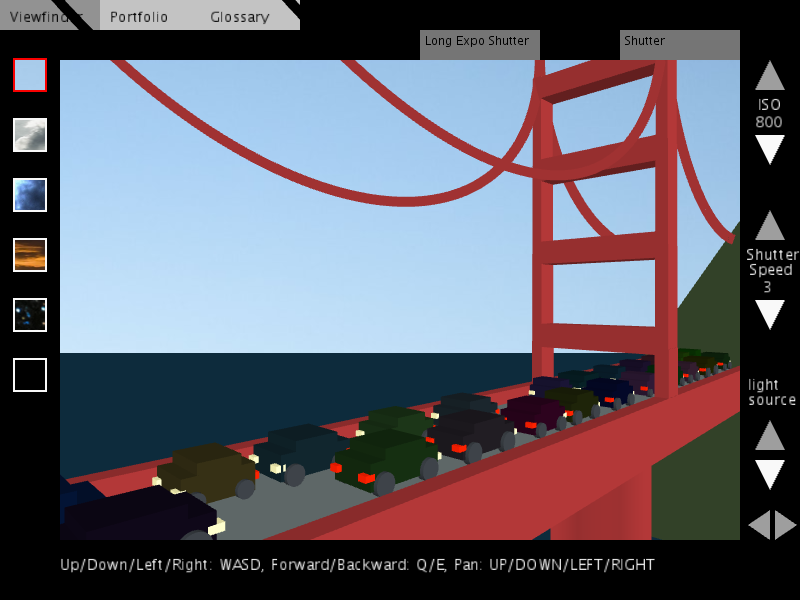 Viewfinder Portfolio Glossary
Long Expo Shutter Shutter
ISO
800
Shutter
Speed
3
light
source
Up/Down/Left/Right: WASD, Forward/Backward: Q/E, Pan: UP/DOWN/LEFT/RIGHT